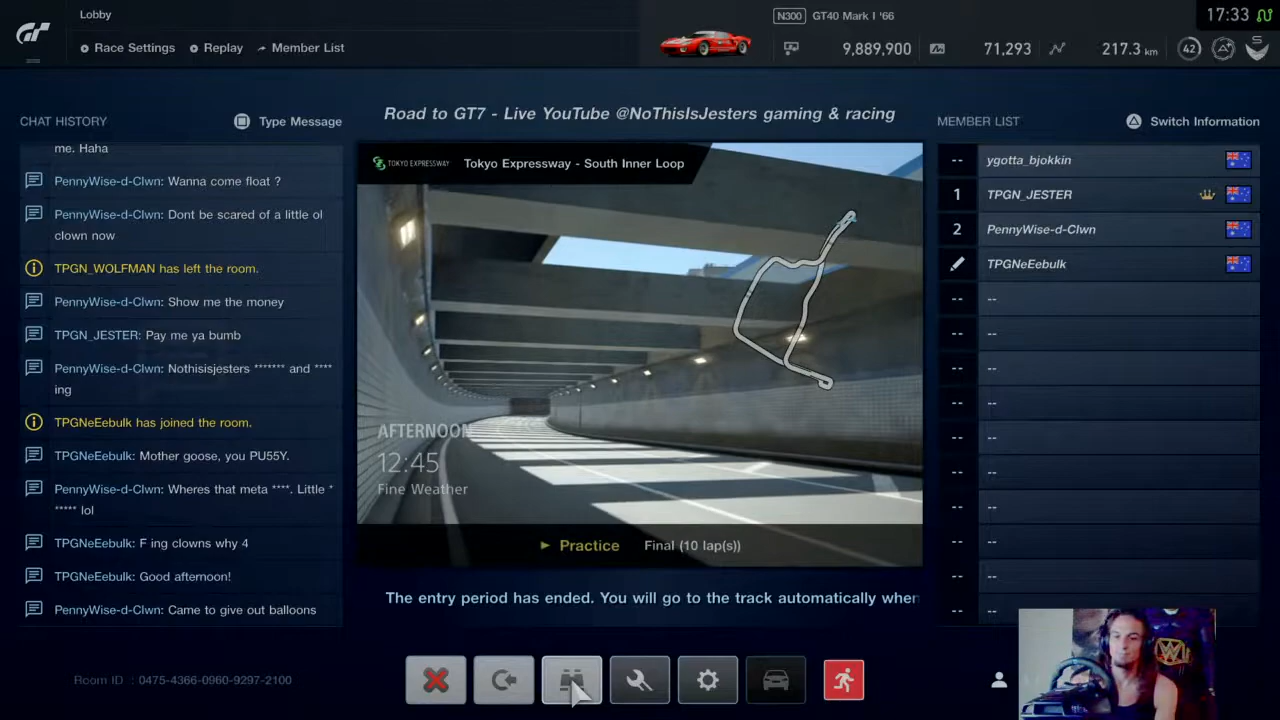 Lobby
Race Settings
Replay
Member List
N300
GT40 Mark I '66
17:33
9,889,900
71,293
217.3 km
42
S
CHAT HISTORY
Type Message
me. Haha
PennyWise-d-Clwn: Wanna come float ?
PennyWise-d-Clwn: Dont be scared of a little ol
clown now
TPGN_WOLFMAN has left the room.
PennyWise-d-Clwn: Show me the money
TPGN_JESTER: Pay me ya bumb
PennyWise-d-Clwn: Nothisisjesters ******* and ****
ing
TPGNeEebulk has joined the room.
TPGNeEebulk: Mother goose, you PU55Y.
PennyWise-d-Clwn: Wheres that meta ****. Little *
***** lol
TPGNeEebulk: F ing clowns why 4
TPGNeEebulk: Good afternoon!
PennyWise-d-Clwn: Came to give out balloons
Room ID : 0475-4366-0960-9297-2100
Road to GT7 - Live YouTube @NoThisIsJesters gaming & racing
TOKYO EXPRESSWAY
Tokyo Expressway - South Inner Loop
AFTERNOON
12:45
Fine Weather
Practice
Final (10 lap(s))
The entry period has ended. You will go to the track automatically when
MEMBER LIST
Switch Information
-- ygotta_bjokkin
1 TPGN_JESTER
2 PennyWise-d-Clwn
TPGNeEebulk
-- --
-- --
-- --
-- --
-- --
-- --
-- --
-- --
-- --
--
W